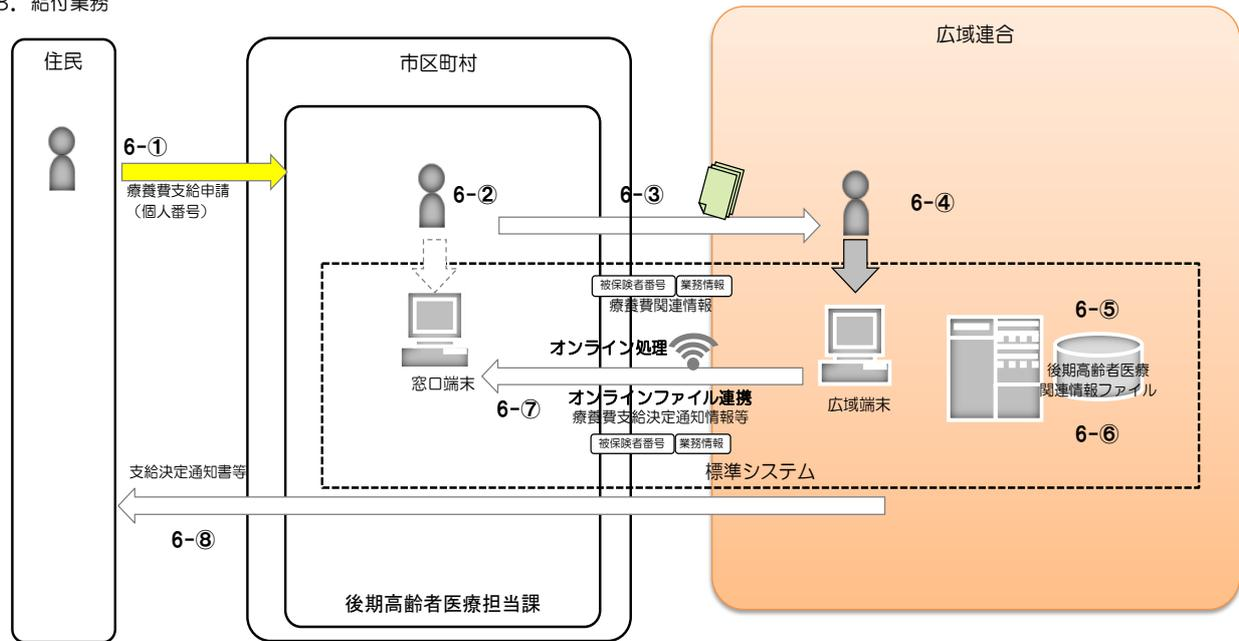 3．給付業務
住民
市区町村
広域連合
6-①
療養費支給申請
（個人番号）
6-②
6-③
6-④
被保険者番号 業務情報
療養費関連情報
6-⑤
オンライン処理
後期高齢者医療
関連情報ファイル
窓口端末
6-⑦
オンラインファイル連携
療養費支給決定通知情報等
広域端末
6-⑥
被保険者番号 業務情報
標準システム
支給決定通知書等
6-⑧
後期高齢者医療担当課